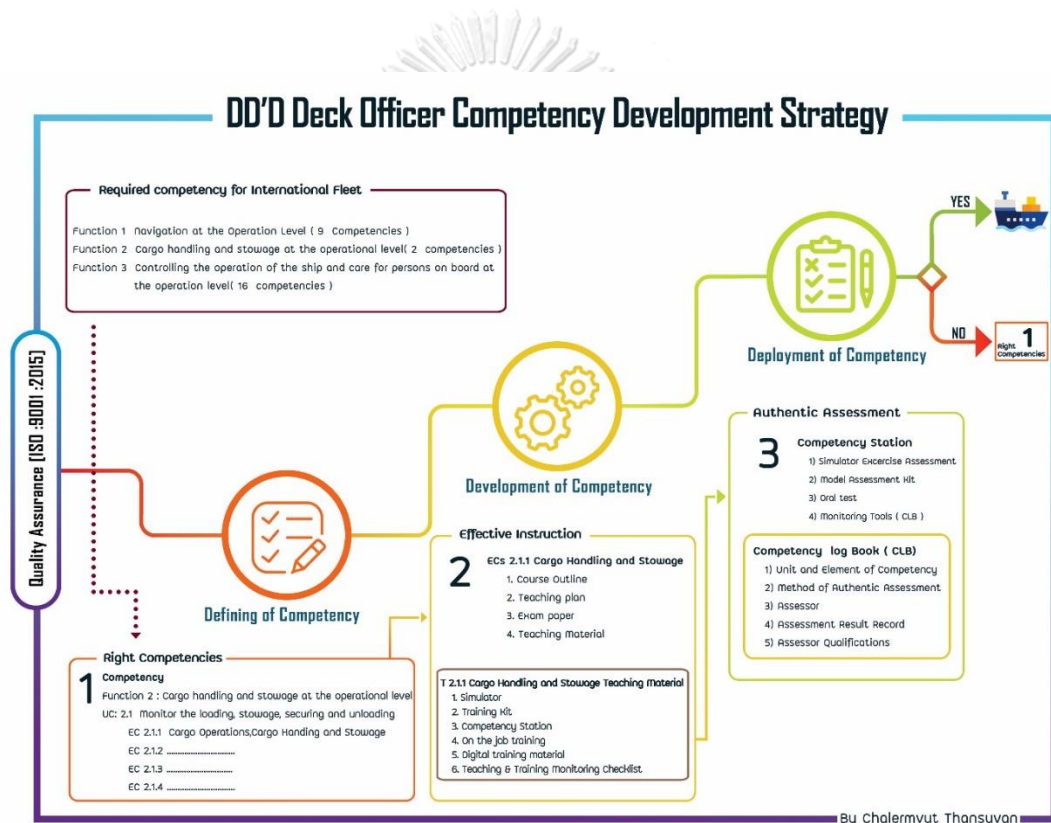 DD'D Deck Officer Competency Development Strategy
Required competency for International Fleet
Function 1 Navigation at the Operation Level ( 9 Competencies )
Function 2 Cargo handling and stowage at the operational level( 2 competencies )
Function 3 Controlling the operation of the ship and care for persons on board at
the operation level( 16 competencies )
YES
NO
1
Right
Competencies
Deployment of Competency
Quality Assurance [ISO :9001 :2015]
Development of Competency
Defining of Competency
Right Competencies
1
Competency
Function 2 : Cargo handling and stowage at the operational level
UC: 2.1 Monitor the loading, stowage, securing and unloading
EC 2.1.1 Cargo Operations,Cargo Handing and Stowage
EC 2.1.2 ................................
EC 2.1.3 ...............................
EC 2.1.4 ................................
Effective Instruction
2
ECs 2.1.1 Cargo Handling and Stowage
1. Course Outline
2. Teaching plan
3. Exam paper
4. Teaching Material
T 2.1.1 Cargo Handling and Stowage Teaching Material
1. Simulator
2. Training Kit
3. Competency Station
4. On the job training
5. Digital training material
6. Teaching & Training Monitoring Checklist
Authentic Assessment
3
Competency Station
1) Simulator Excercise Assessment
2) Model Assessment Kit
3) Oral test
4) Monitoring Tools ( CLB )
Competency log Book ( CLB )
1) Unit and Element of Competency
2) Method of Authentic Assessment
3) Assessor
4) Assessment Result Record
5) Assessor Qualifications
By Chalermvut Thansuvan